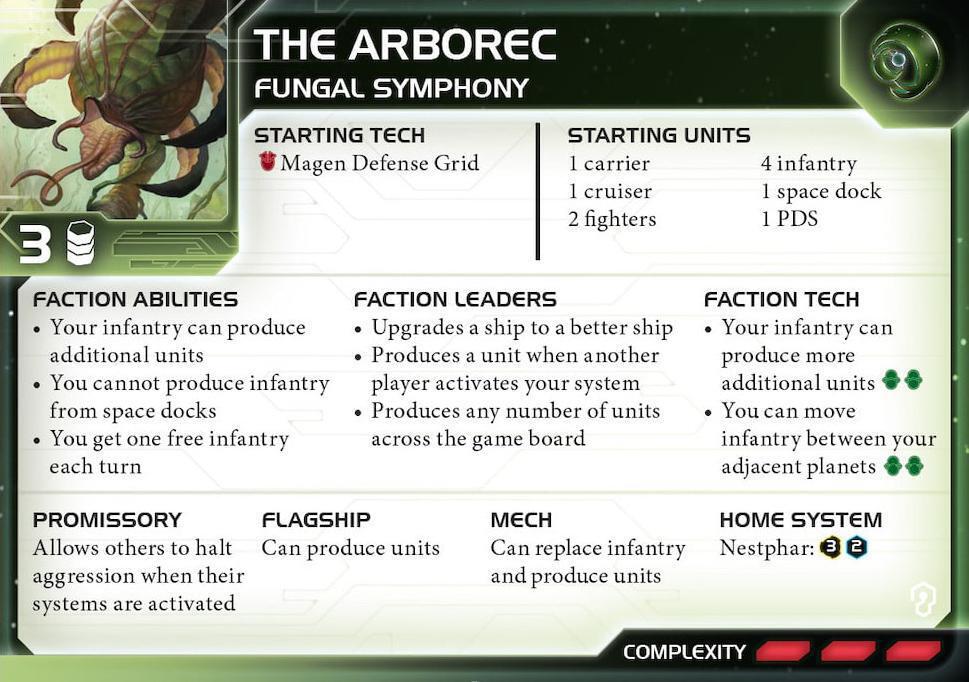 THE ARBOREC
FUNGAL SYMPHONY
3
STARTING TECH
Magen Defense Grid
STARTING UNITS
1 carrier
1 cruiser
2 fighters
4 infantry
1 space dock
1 PDS
FACTION ABILITIES
• Your infantry can produce
additional units
• You cannot produce infantry
from space docks
• You get one free infantry
each turn
FACTION LEADERS
• Upgrades a ship to a better ship
• Produces a unit when another
player activates your system
• Produces any number of units
across the game board
FACTION TECH
• Your infantry can
produce more
additional units
• You can move
infantry between your
adjacent planets
PROMISSORY
Allows others to halt
aggression when their
systems are activated
FLAGSHIP
Can produce units
MECH
Can replace infantry
and produce units
HOME SYSTEM
Nestphar: 3 2
COMPLEXITY